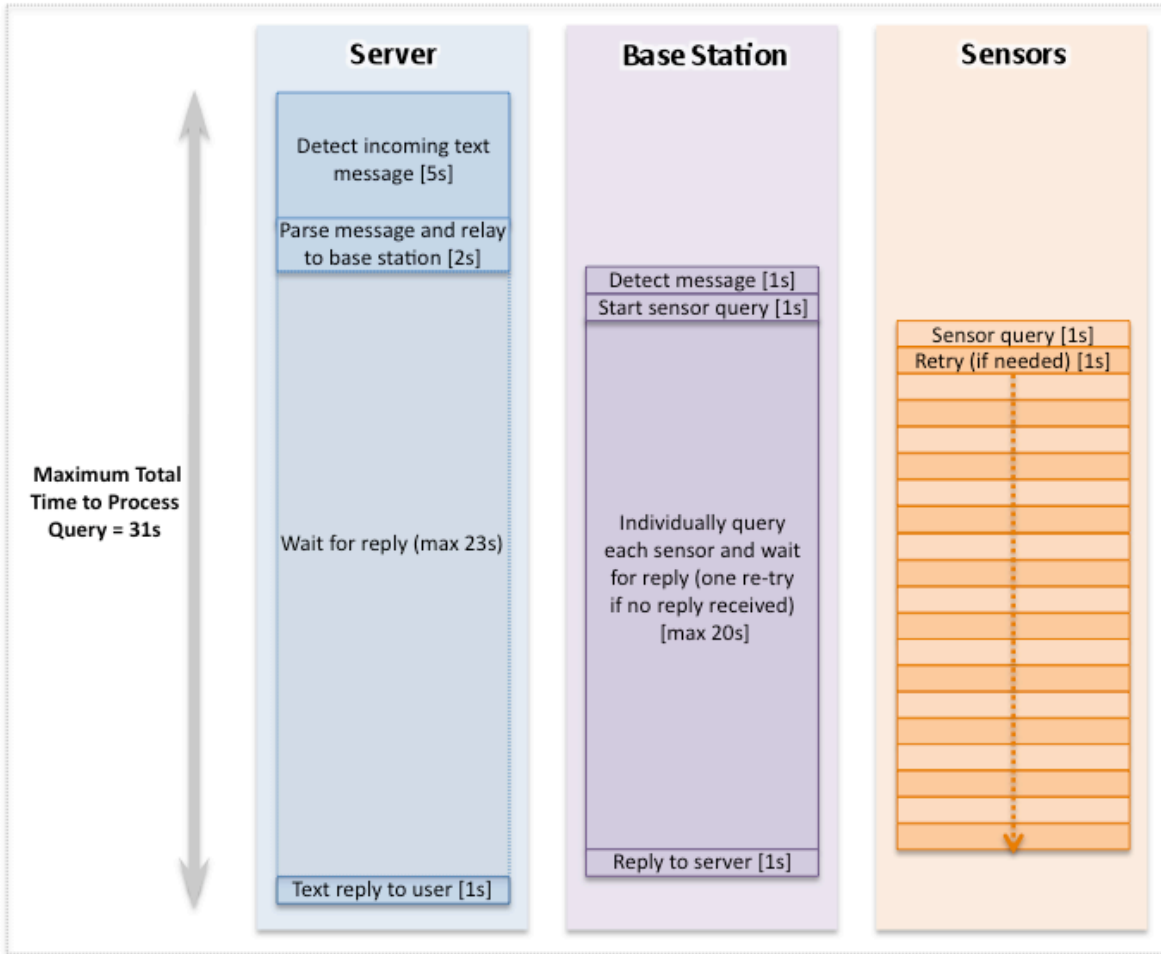 Server
Base Station
Sensors
Detect incoming text
message [5s]
Parse message and relay
to base station [2s]
Detect message [1s]
Start sensor query [1s]
Sensor query [1s]
Retry (if needed) [1s]
Maximum Total
Time to Process
Query = 31s
Wait for reply (max 23s)
Individually query
each sensor and wait
for reply (one re-try
if no reply received)
[max 20s]
Reply to server [1s]
Text reply to user [1s]